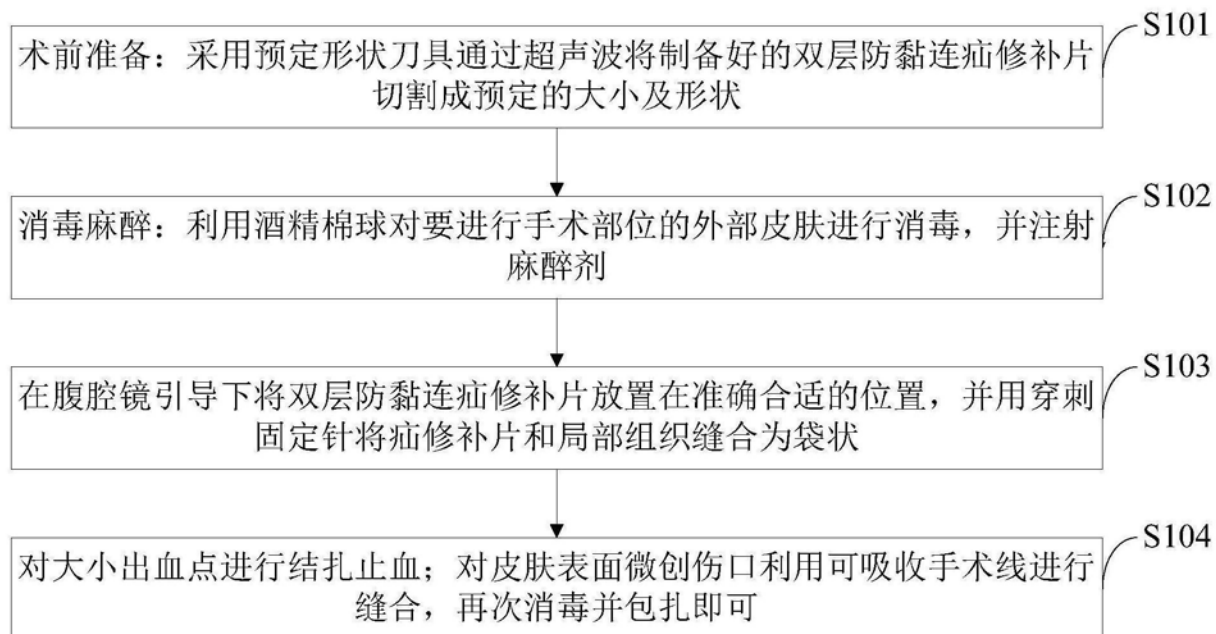 S101
术前准备：采用预定形状刀具通过超声波将制备好的双层防黏连疝修补片
切割成预定的大小及形状
S102
消毒麻醉：利用酒精棉球对要进行手术部位的外部皮肤进行消毒，并注射
麻醉剂
S103
在腹腔镜引导下将双层防黏连疝修补片放置在准确合适的位置，并用穿刺
固定针将疝修补片和局部组织缝合为袋状
S104
对大小出血点进行结扎止血；对皮肤表面微创伤口利用可吸收手术线进行
缝合，再次消毒并包扎即可